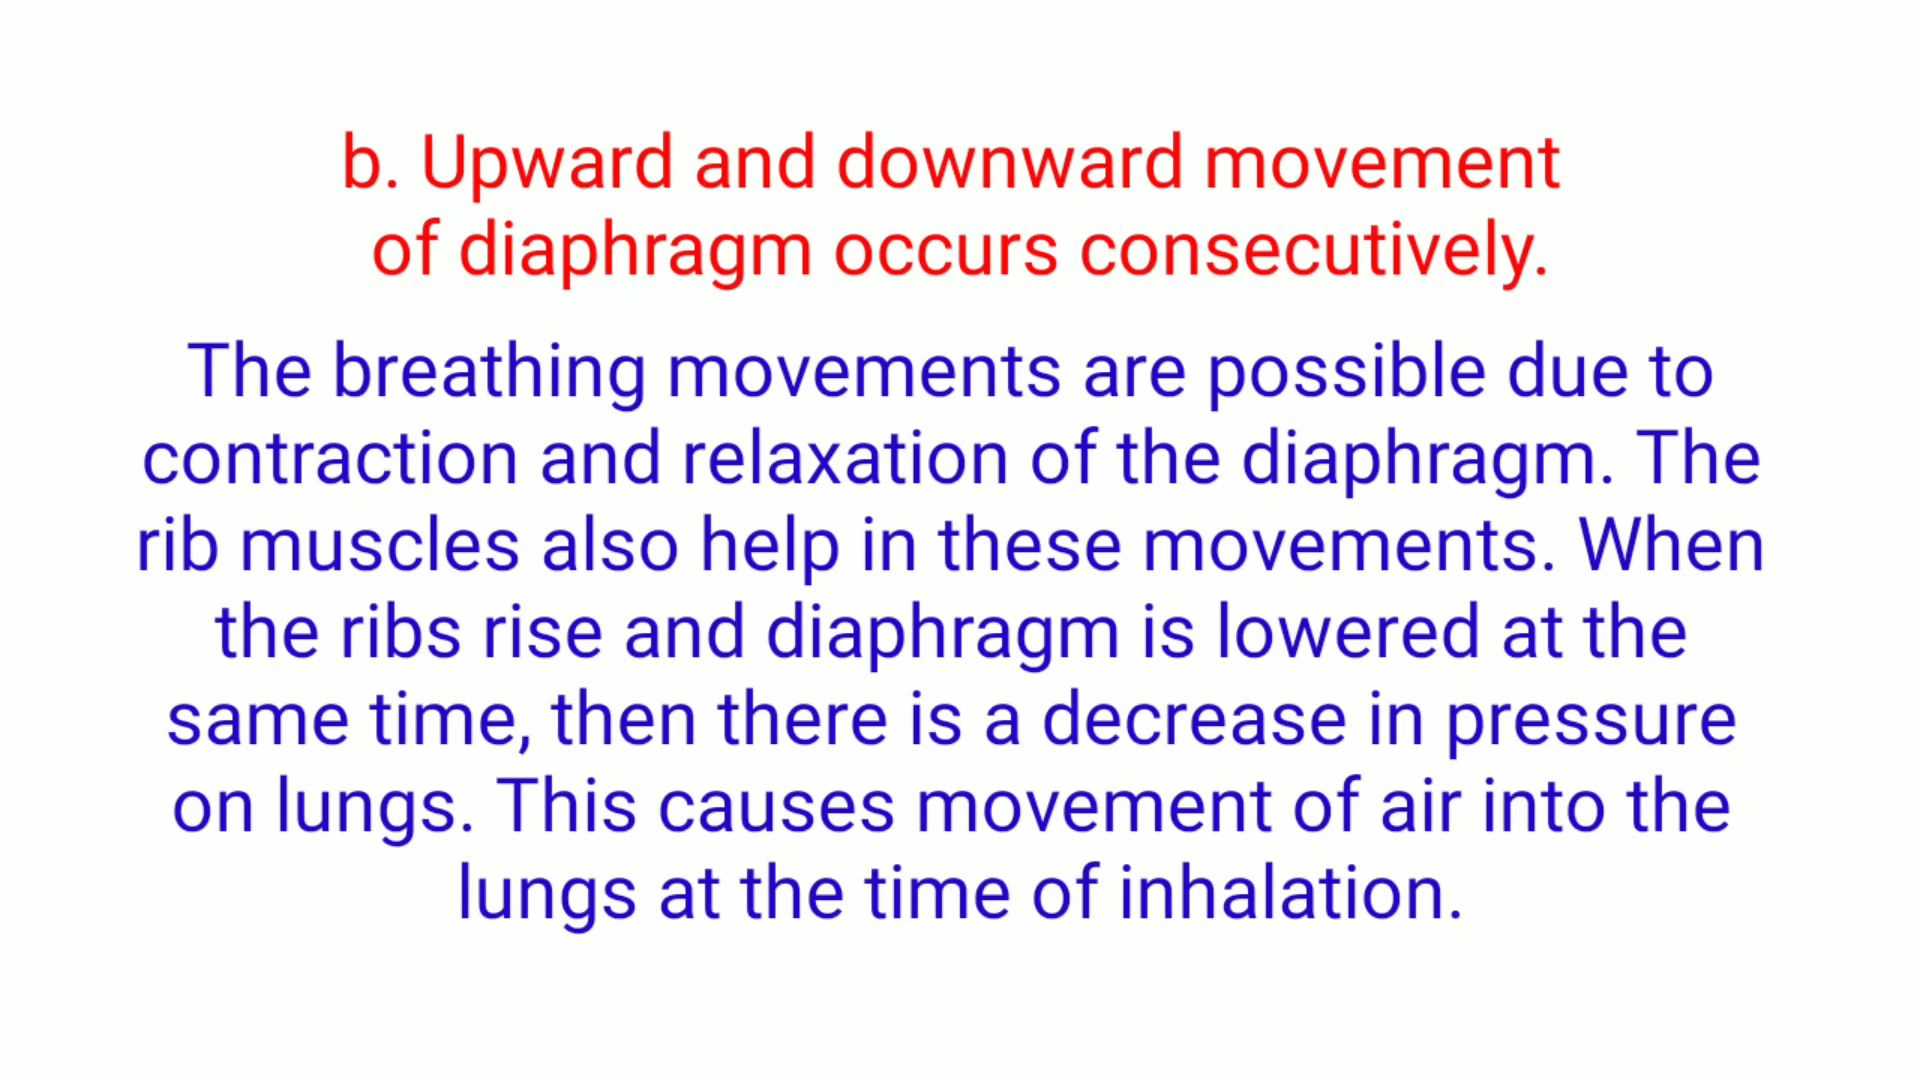 b. Upward and downward movement
of diaphragm occurs consecutively.
The breathing movements are possible due to
contraction and relaxation of the diaphragm. The
rib muscles also help in these movements. When
the ribs rise and diaphragm is lowered at the
same time, then there is a decrease in pressure
on lungs. This causes movement of air into the
lungs at the time of inhalation.